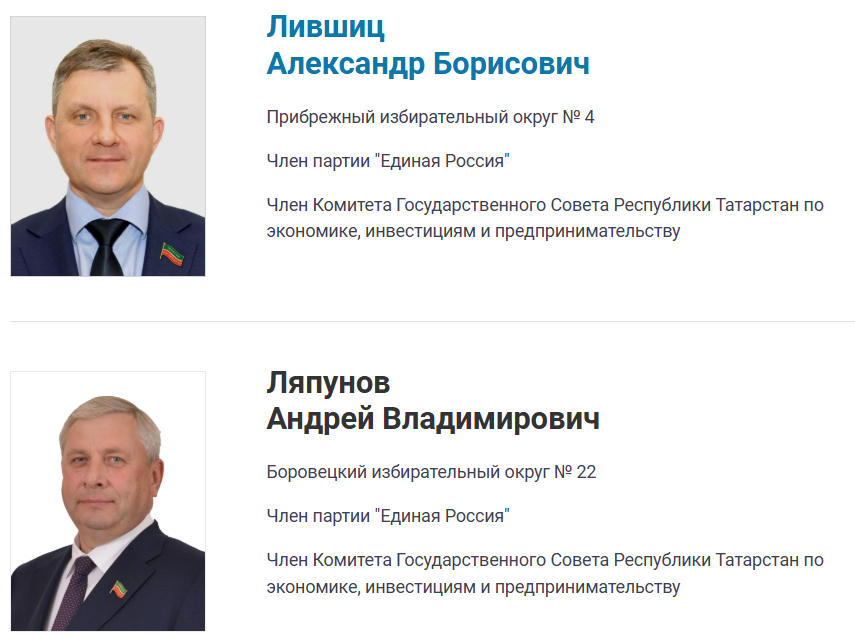 Лившиц
Александр Борисович
Прибрежный избирательный округ № 4
Член партии "Единая Россия"
Член Комитета Государственного Совета Республики Татарстан по
экономике, инвестициям и предпринимательству
Ляпунов
Андрей Владимирович
Боровецкий избирательный округ № 22
Член партии "Единая Россия"
Член Комитета Государственного Совета Республики Татарстан по
экономике, инвестициям и предпринимательству